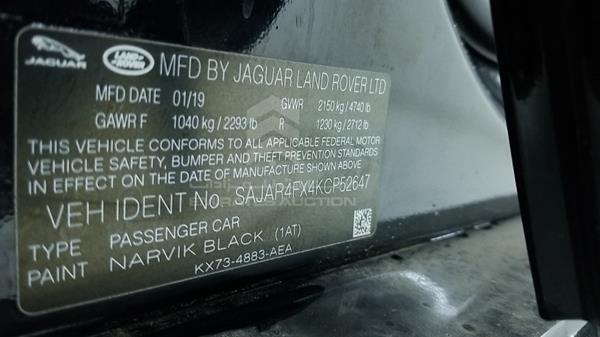 JAGUAR LAND ROVER MFD BY JAGUAR LAND ROVER LTD
MFD DATE 01/19 GVWR 2150 kg / 4740 lb
GAWR F 1040 kg / 2293 lb R 1230 kg / 2712 lb
THIS VEHICLE CONFORMS TO ALL APPLICABLE FEDERAL MOTOR
VEHICLE SAFETY, BUMPER AND THEFT PREVENTION STANDARDS
IN EFFECT ON THE DATE OF MANUFACTURE SHOWN ABOVE
VEH IDENT No. SAJAR4FX4KCP52647
TYPE PASSENGER CAR
PAINT NARVIK BLACK (1AT)
KX73-4883-AEA
EMIRATES AUCTION